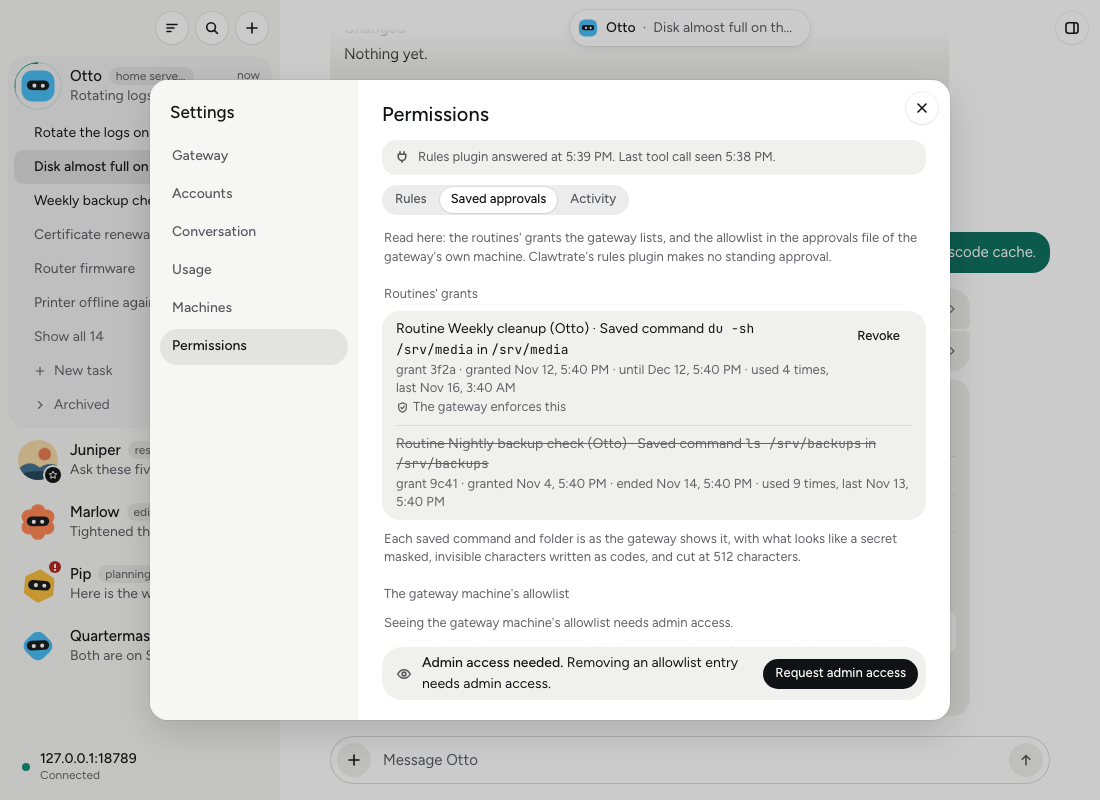 Changed
Nothing yet.
Otto · Disk almost full on th…
Otto home serve… now
Rotating logs
Rotate the logs on
Disk almost full on
Weekly backup che
Certificate renewa
Router firmware
Printer offline agai
Show all 14
New task
Archived
Juniper res
Ask these fiv
Marlow edi
Tightened th
Pip planning
Here is the w
Quartermas
Both are on S
127.0.0.1:18789
Connected
scode cache.
Message Otto
Settings
Gateway
Accounts
Conversation
Usage
Machines
Permissions
Permissions
Rules plugin answered at 5:39 PM. Last tool call seen 5:38 PM.
Rules Saved approvals Activity
Read here: the routines' grants the gateway lists, and the allowlist in the approvals file of the
gateway's own machine. Clawtrate's rules plugin makes no standing approval.
Routines' grants
Routine Weekly cleanup (Otto) · Saved command du -sh
/srv/media in /srv/media
Revoke
grant 3f2a · granted Nov 12, 5:40 PM · until Dec 12, 5:40 PM · used 4 times,
last Nov 16, 3:40 AM
The gateway enforces this
Routine Nightly backup check (Otto) · Saved command ls /srv/backups in
/srv/backups
grant 9c41 · granted Nov 4, 5:40 PM · ended Nov 14, 5:40 PM · used 9 times, last Nov 13,
5:40 PM
Each saved command and folder is as the gateway shows it, with what looks like a secret
masked, invisible characters written as codes, and cut at 512 characters.
The gateway machine's allowlist
Seeing the gateway machine's allowlist needs admin access.
Admin access needed. Removing an allowlist entry
needs admin access.
Request admin access